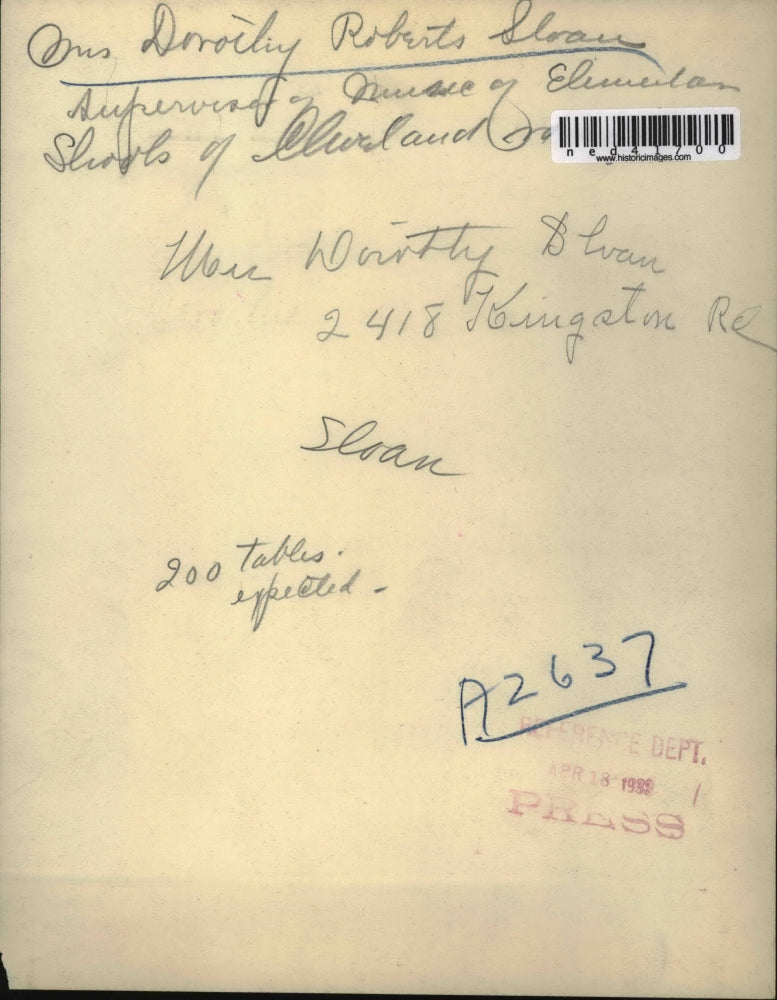 Mrs Dorothy Roberts Sloan
Supervisor of Music of Elementary
Schools of Cleveland
ned41700
www.historicimages.com
Mrs Dorothy Sloan
2418 Kingston Rd
Sloan
200 tables.
expected -
A2637
REFERENCE DEPT.
APR 18
PRESS